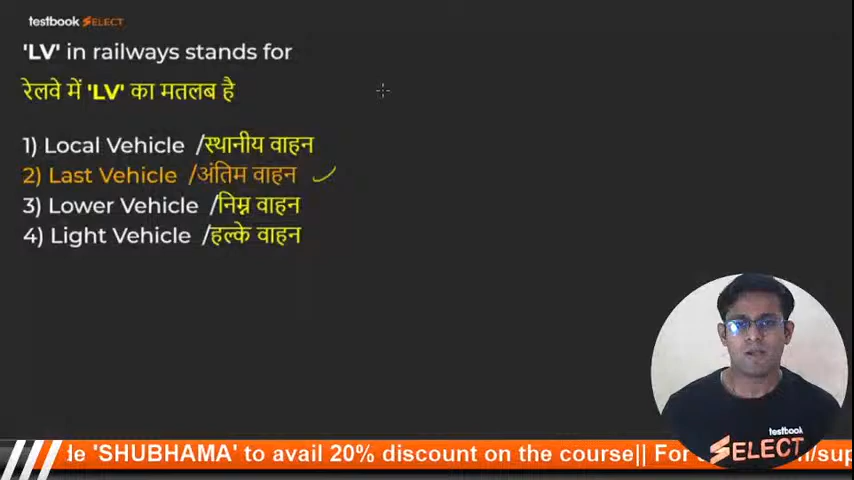 testbook SELECT
'LV' in railways stands for
रेलवे में 'LV' का मतलब है
1) Local Vehicle /स्थानीय वाहन
2) Last Vehicle /अंतिम वाहन
3) Lower Vehicle /निम्न वाहन
4) Light Vehicle /हल्के वाहन
testbook
SELECT
'SHUBHAMA' to avail 20% discount on the course|| For